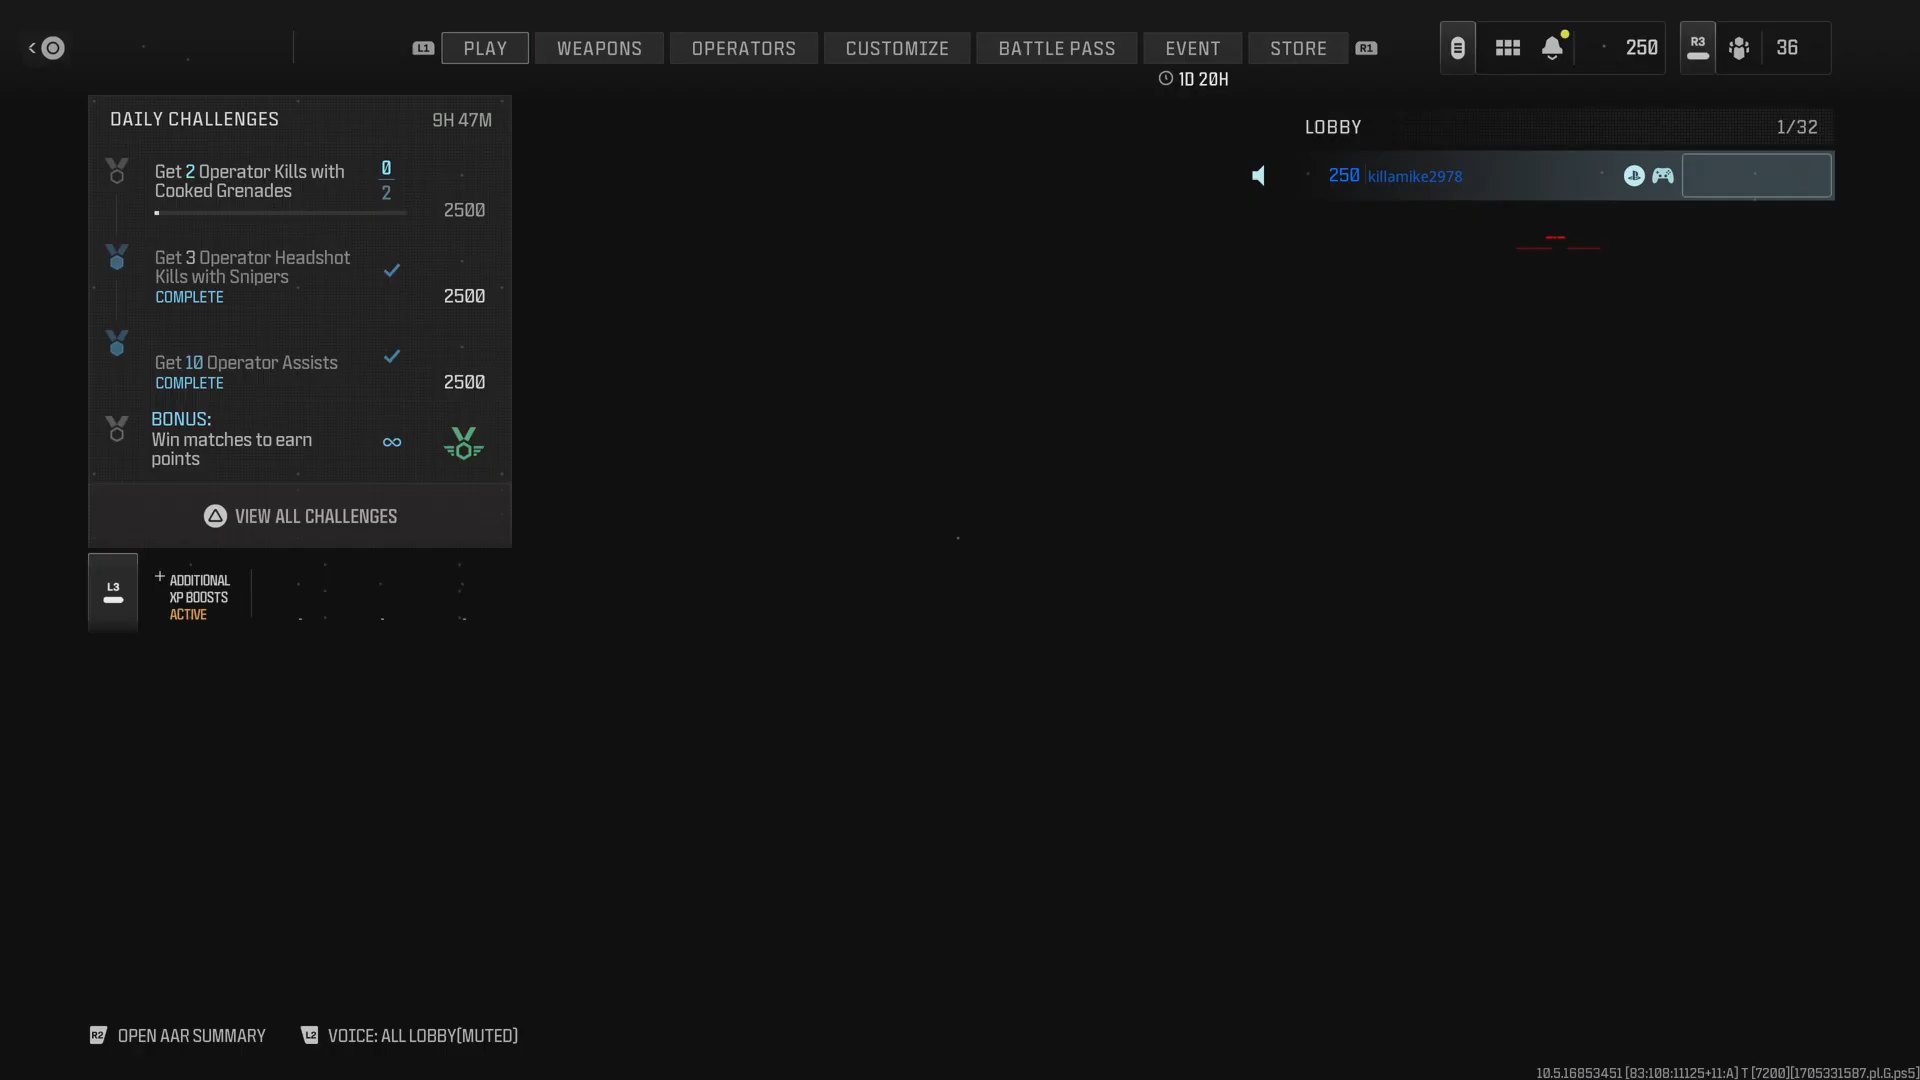 L1 PLAY WEAPONS OPERATORS CUSTOMIZE BATTLE PASS EVENT STORE R1
250 R3 36
1D 20H
DAILY CHALLENGES 9H 47M
Get 2 Operator Kills with
Cooked Grenades
0
2
2500
Get 3 Operator Headshot
Kills with Snipers
COMPLETE
2500
Get 10 Operator Assists
COMPLETE
2500
BONUS:
Win matches to earn
points
∞
VIEW ALL CHALLENGES
L3
+ ADDITIONAL
XP BOOSTS
ACTIVE
LOBBY 1/32
250 killamike2978
R2 OPEN AAR SUMMARY L2 VOICE: ALL LOBBY(MUTED)
10.5.16853451 [83:108:11125+11:A] T [7200][1705331587.pl.G.ps5]